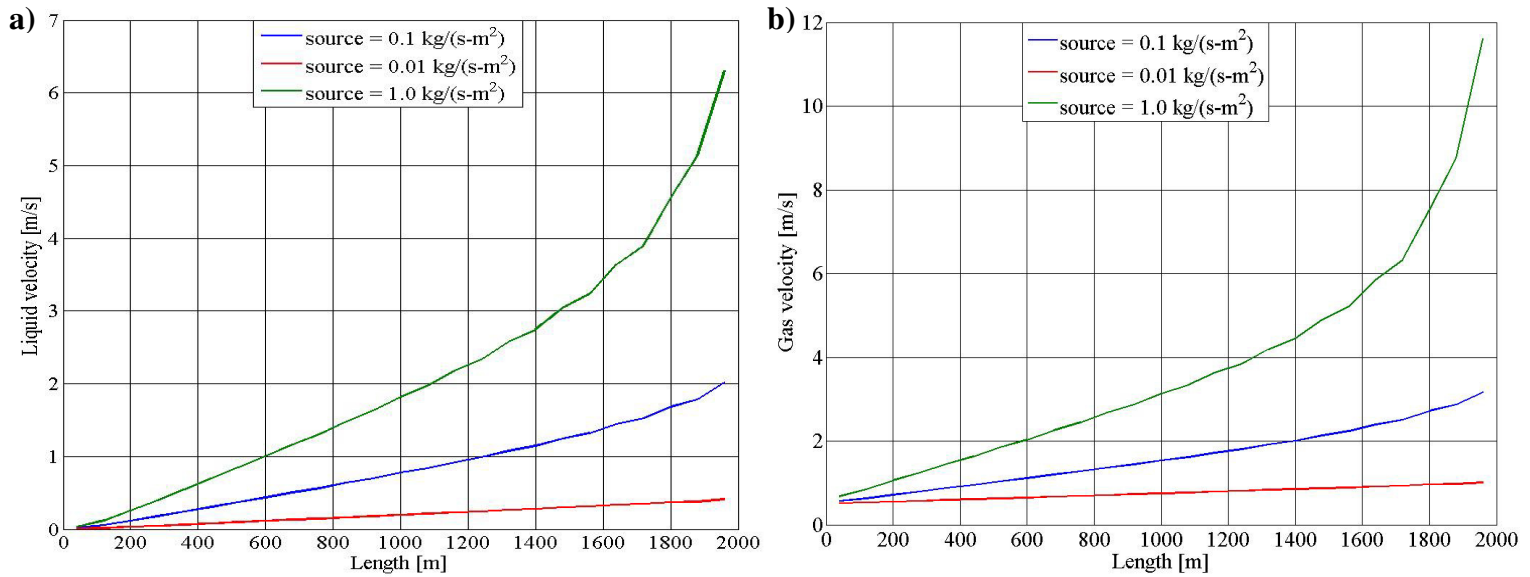 a)
7
6
5
4
3
2
1
0
Liquid velocity [m/s]
source = 0.1 kg/(s-m²)
source = 0.01 kg/(s-m²)
source = 1.0 kg/(s-m²)
0 200 400 600 800 1000 1200 1400 1600 1800 2000
Length [m]
b)
12
10
8
6
4
2
0
Gas velocity [m/s]
source = 0.1 kg/(s-m²)
source = 0.01 kg/(s-m²)
source = 1.0 kg/(s-m²)
0 200 400 600 800 1000 1200 1400 1600 1800 2000
Length [m]